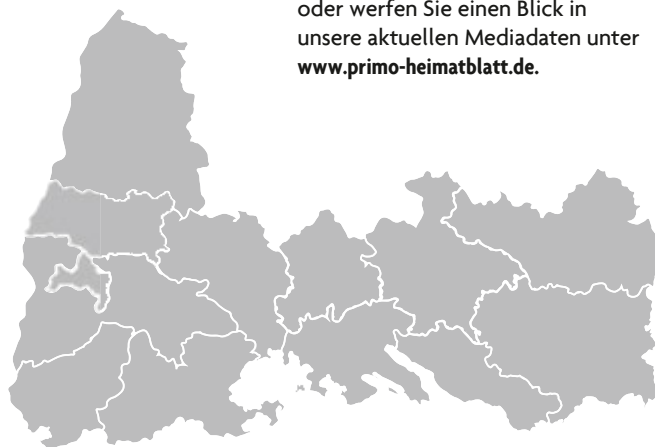 oder werfen Sie einen Blick in
unsere aktuellen Mediadaten unter
www.primo-heimatblatt.de.